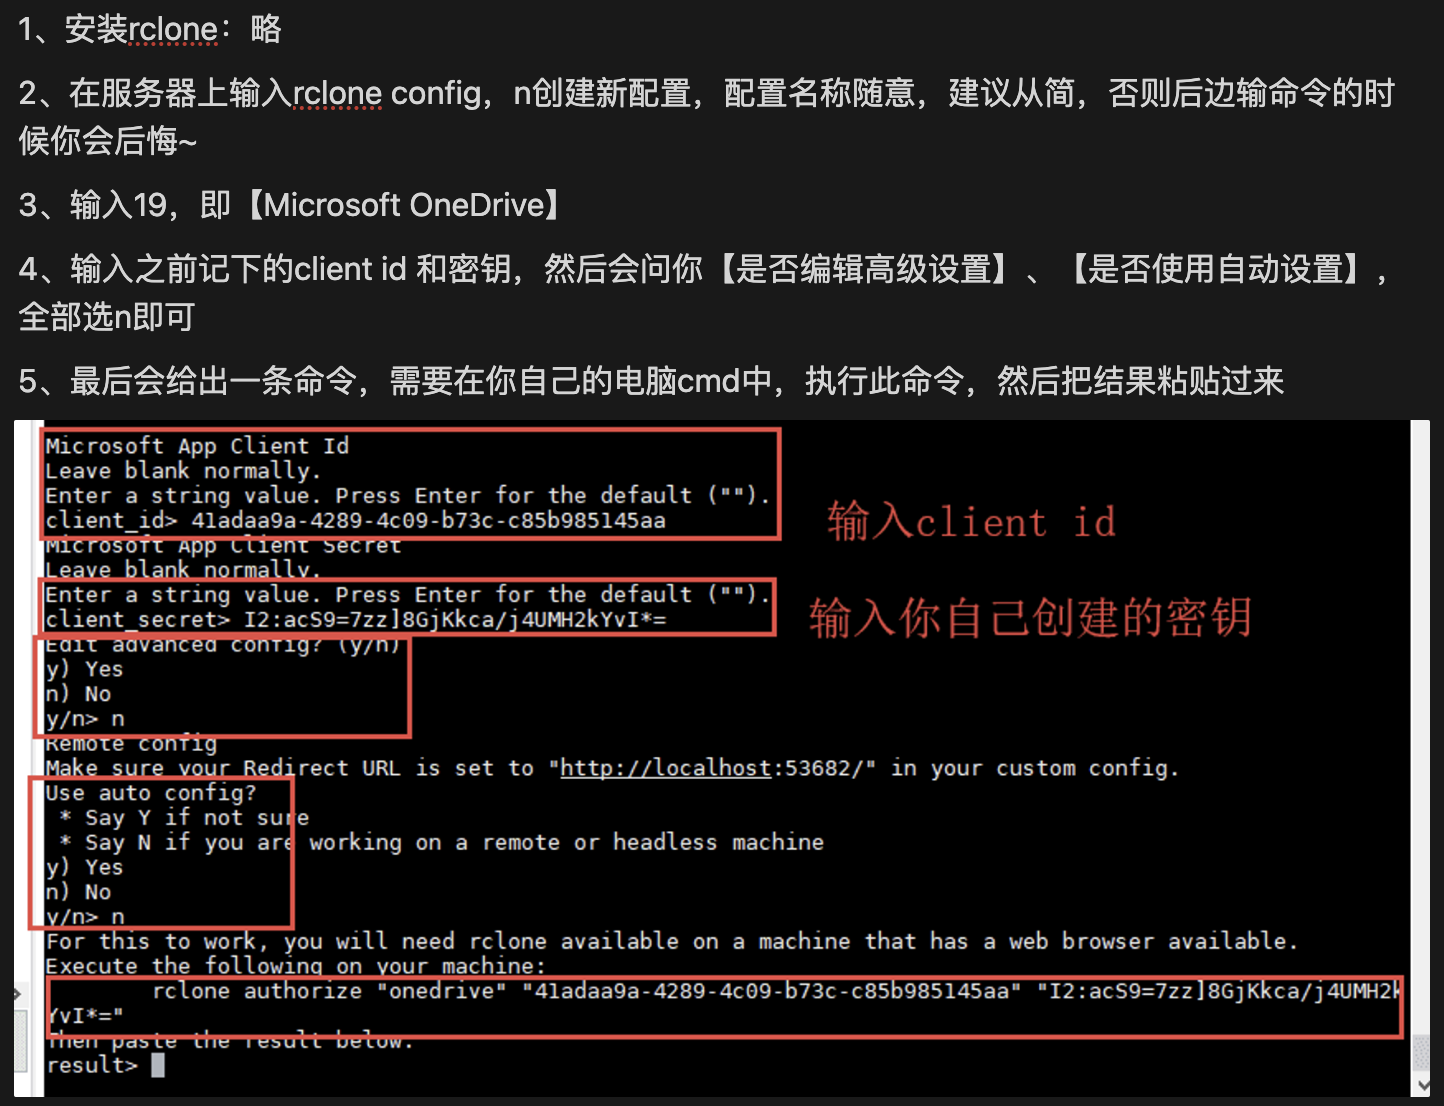 1、安装rclone：略
2、在服务器上输入rclone config，n创建新配置，配置名称随意，建议从简，否则后边输命令的时
候你会后悔~
3、输入19，即【Microsoft OneDrive】
4、输入之前记下的client id 和密钥，然后会问你【是否编辑高级设置】、【是否使用自动设置】，
全部选n即可
5、最后会给出一条命令，需要在你自己的电脑cmd中，执行此命令，然后把结果粘贴过来
Microsoft App Client Id
Leave blank normally.
Enter a string value. Press Enter for the default ("").
client_id> 41adaa9a-4289-4c09-b73c-c85b985145aa
输入client id
Microsoft App Client Secret
Leave blank normally.
Enter a string value. Press Enter for the default ("").
client_secret> I2:acS9=7zz]8GjKkca/j4UMH2kYvI*=
输入你自己创建的密钥
Edit advanced config? (y/n)
y) Yes
n) No
y/n> n
Remote config
Make sure your Redirect URL is set to "http://localhost:53682/" in your custom config.
Use auto config?
 * Say Y if not sure
 * Say N if you are working on a remote or headless machine
y) Yes
n) No
y/n> n
For this to work, you will need rclone available on a machine that has a web browser available.
Execute the following on your machine:
rclone authorize "onedrive" "41adaa9a-4289-4c09-b73c-c85b985145aa" "I2:acS9=7zz]8GjKkca/j4UMH2k
YvI*="
Then paste the result below.
result>